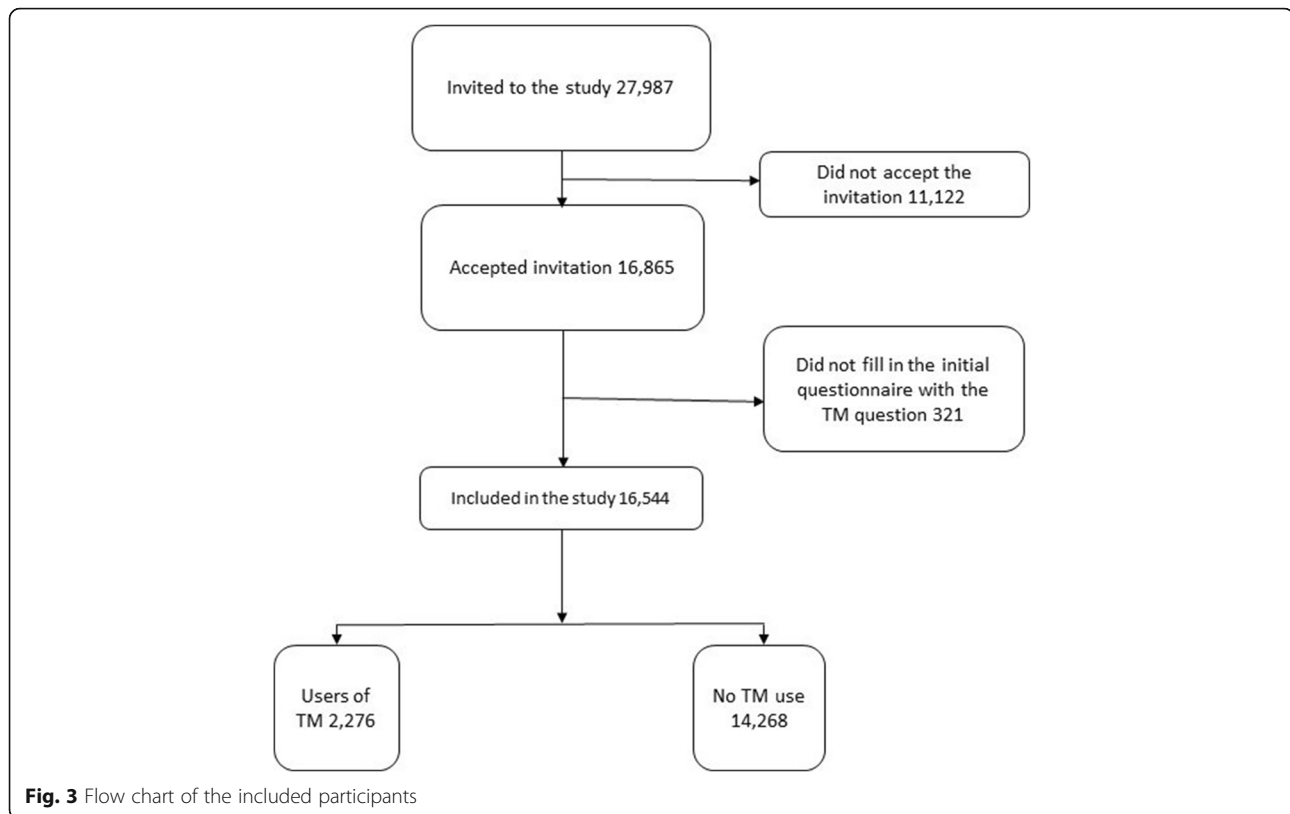 Invited to the study 27,987
Did not accept the
invitation 11,122
Accepted invitation 16,865
Did not fill in the initial
questionnaire with the
TM question 321
Included in the study 16,544
Users of
TM 2,276
No TM use
14,268
Fig. 3 Flow chart of the included participants